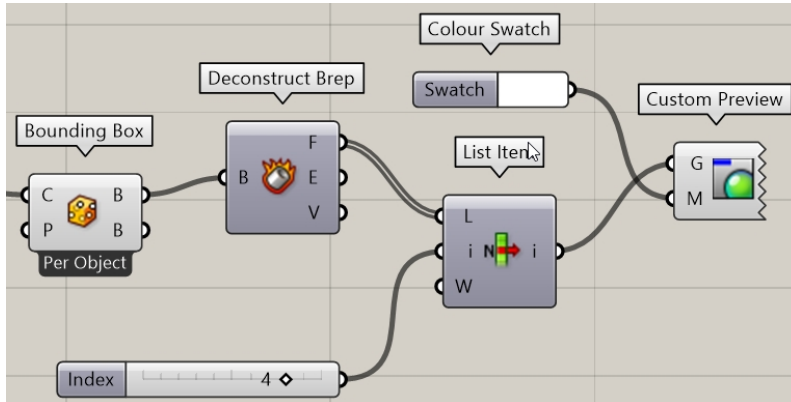 Colour Swatch
Swatch
Deconstruct Brep
Custom Preview
Bounding Box
F
B E
V
List Item
G
M
C B
P B
Per Object
L
i N i
W
Index 4